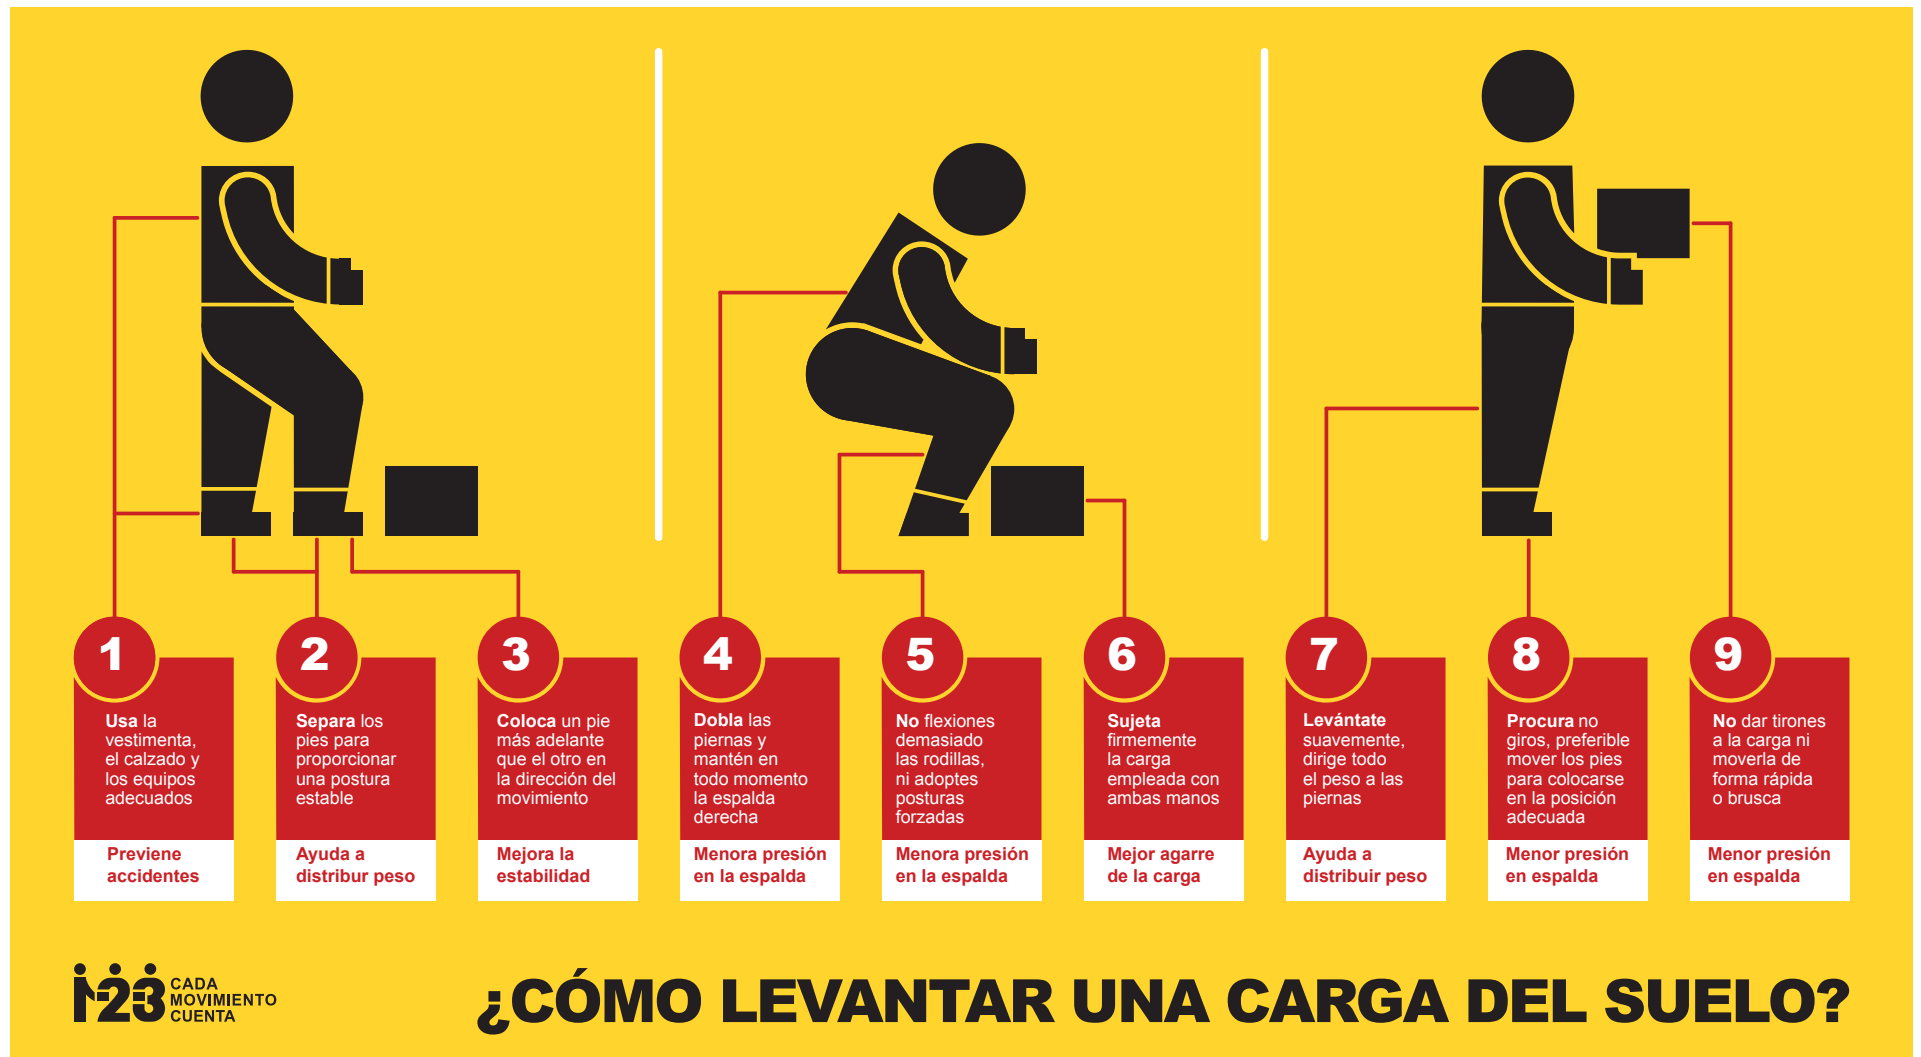 1
Usa la
vestimenta,
el calzado y
los equipos
adecuados
Previene
accidentes
2
Separa los
pies para
proporcionar
una postura
estable
Ayuda a
distribur peso
3
Coloca un pie
más adelante
que el otro en
la dirección del
movimiento
Mejora la
estabilidad
4
Dobla las
piernas y
mantén en
todo momento
la espalda
derecha
Menora presión
en la espalda
5
No flexiones
demasiado
las rodillas,
ni adoptes
posturas
forzadas
Menora presión
en la espalda
6
Sujeta
firmemente
la carga
empleada con
ambas manos
Mejor agarre
de la carga
7
Levántate
suavemente,
dirige todo
el peso a las
piernas
Ayuda a
distribuir peso
8
Procura no
giros, preferible
mover los pies
para colocarse
en la posición
adecuada
Menor presión
en espalda
9
No dar tirones
a la carga ni
moverla de
forma rápida
o brusca
Menor presión
en espalda
123
CADA
MOVIMIENTO
CUENTA
¿CÓMO LEVANTAR UNA CARGA DEL SUELO?